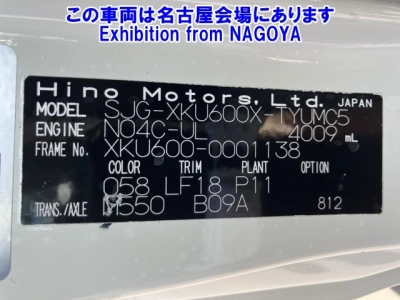 この車両は名古屋会場にあります
Exhibition from NAGOYA
Hino Motors, Ltd. JAPAN
MODEL SJG-XKU600X-TYUMC5
ENGINE N04C-UL 4009 mL
FRAME No. XKU600-0001138
COLOR TRIM PLANT OPTION
058 LF18 P11
TRANS./AXLE M550 B09A 812